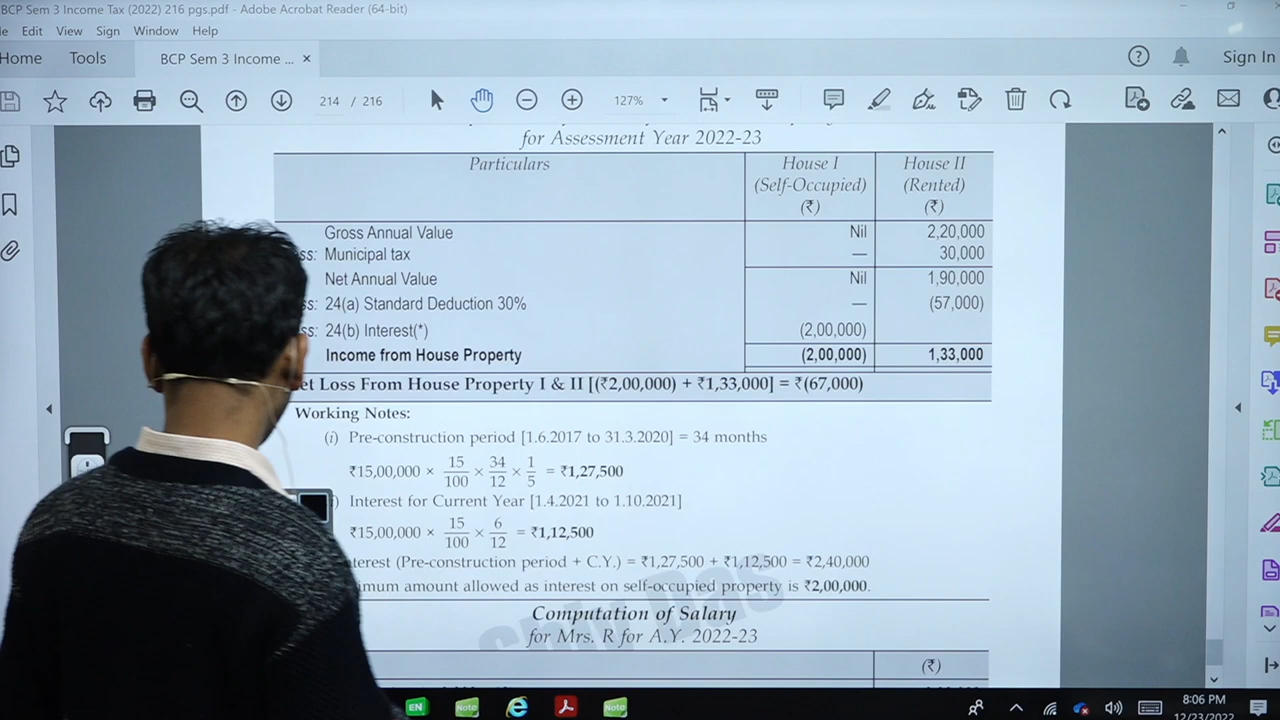 BCP Sem 3 Income Tax (2022) 216 pgs.pdf - Adobe Acrobat Reader (64-bit)
Edit View Sign Window Help
Home Tools BCP Sem 3 Income ... × Sign In
214 / 216 127%
for Assessment Year 2022-23
Particulars House I (Self-Occupied) (₹) House II (Rented) (₹)
Gross Annual Value Nil 2,20,000
Municipal tax — 30,000
Net Annual Value Nil 1,90,000
24(a) Standard Deduction 30% — (57,000)
24(b) Interest(*) (2,00,000)
Income from House Property (2,00,000) 1,33,000
Loss From House Property I & II [(₹2,00,000) + ₹1,33,000] = ₹(67,000)
Working Notes:
(i) Pre-construction period [1.6.2017 to 31.3.2020] = 34 months
₹15,00,000 × 15/100 × 34/12 × 1/5 = ₹1,27,500
Interest for Current Year [1.4.2021 to 1.10.2021]
₹15,00,000 × 15/100 × 6/12 = ₹1,12,500
(Pre-construction period + C.Y.) = ₹1,27,500 + ₹1,12,500 = ₹2,40,000
amount allowed as interest on self-occupied property is ₹2,00,000.
Computation of Salary
for Mrs. R for A.Y. 2022-23
(₹)
EN Note Note 8:06 PM
12/23/2022